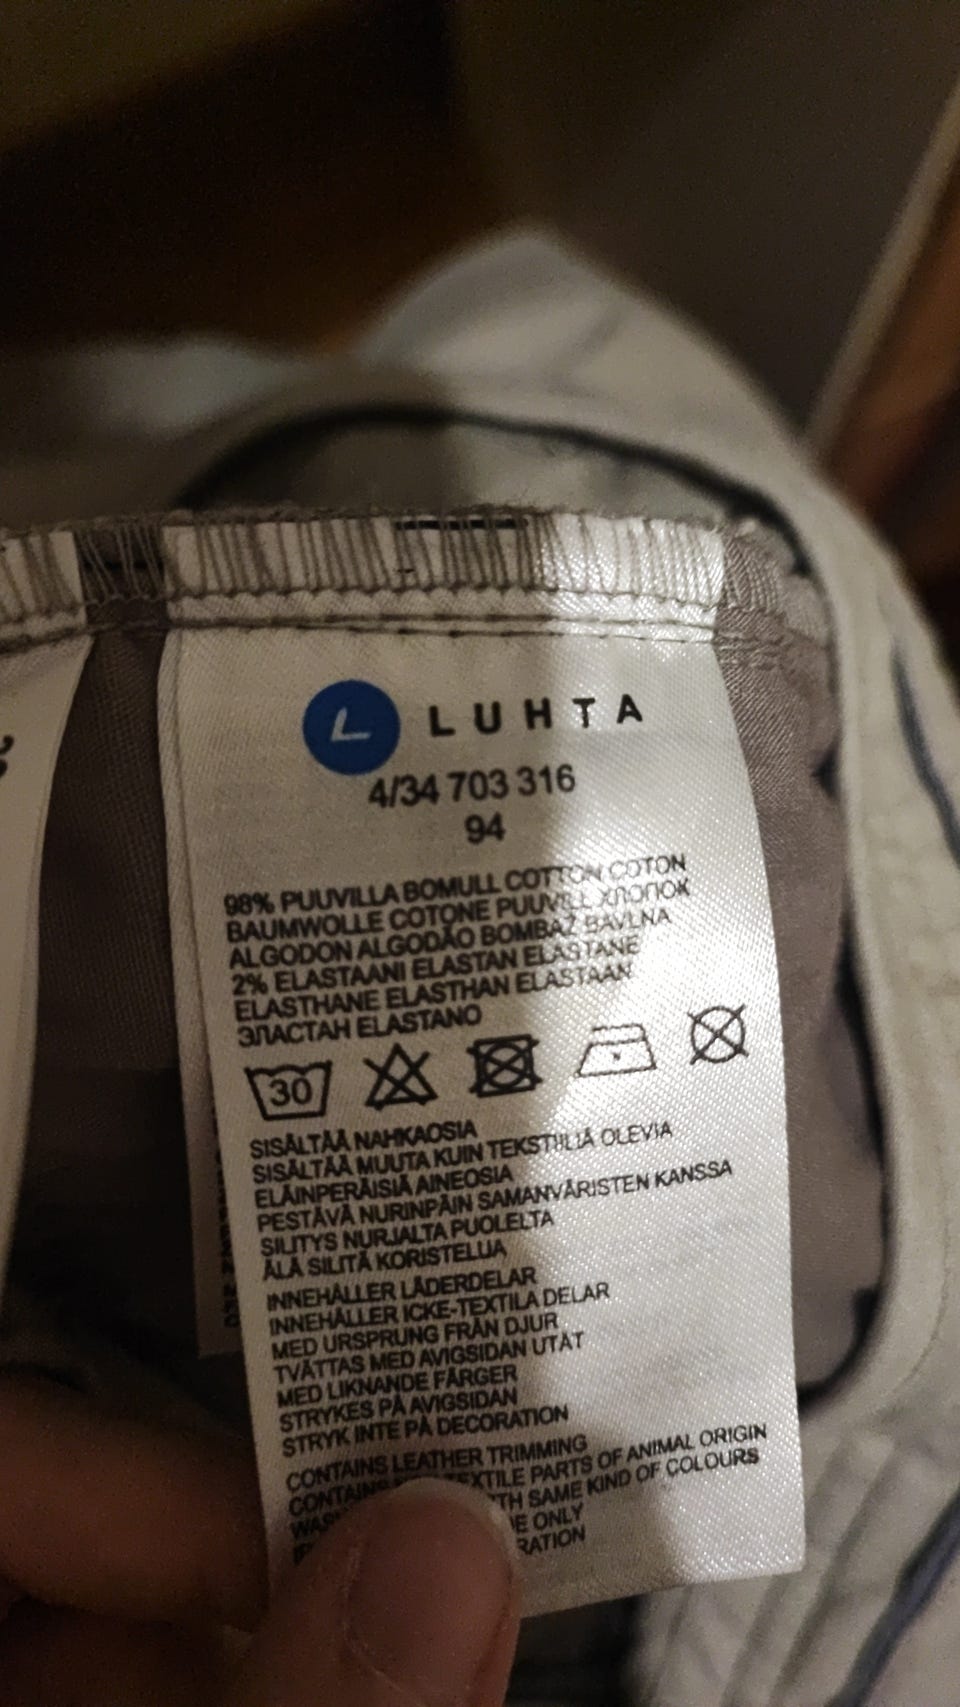 L LUHTA
4/34 703 316
94
98% PUUVILLA BOMULL COTTON COTON
BAUMWOLLE COTONE PUUVILL ХЛОПОК
ALGODON ALGODÃO BOMBAŽ BAVLNA
2% ELASTAANI ELASTAN ELASTANE
ELASTHANE ELASTHAN ELASTAAN
ЭЛАСТАН ELASTANO
30
SISÄLTÄÄ NAHKAOSIA
SISÄLTÄÄ MUUTA KUIN TEKSTIILIÄ OLEVIA
ELÄINPERÄISIÄ AINEOSIA
PESTÄVÄ NURINPÄIN SAMANVÄRISTEN KANSSA
SILITYS NURJALTA PUOLELTA
ÄLÄ SILITÄ KORISTELUA
INNEHÅLLER LÄDERDELAR
INNEHÅLLER ICKE-TEXTILA DELAR
MED URSPRUNG FRÅN DJUR
TVÄTTAS MED AVIGSIDAN UTÅT
MED LIKNANDE FÄRGER
STRYKES PÅ AVIGSIDAN
STRYK INTE PÅ DECORATION
CONTAINS LEATHER TRIMMING
CONTAINS PARTS OF ANIMAL ORIGIN
SAME KIND OF COLOURS
ONLY